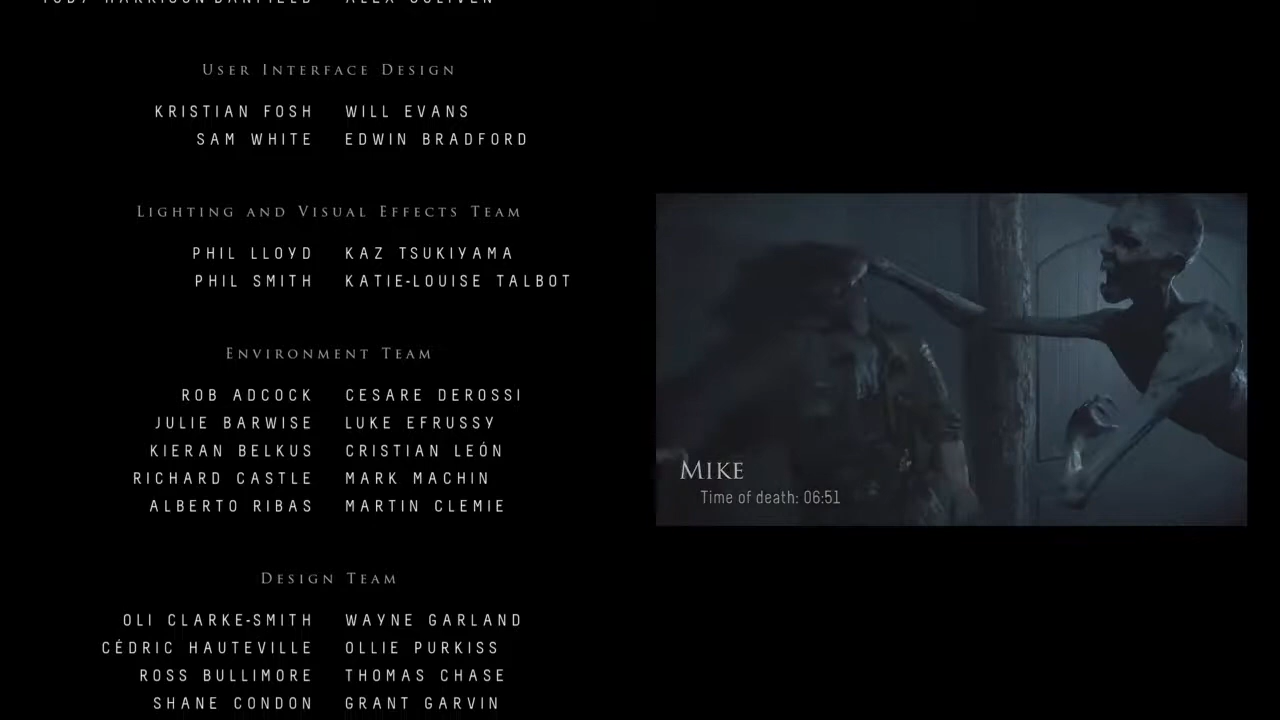 User Interface Design
KRISTIAN FOSH WILL EVANS
SAM WHITE EDWIN BRADFORD
Lighting and Visual Effects Team
PHIL LLOYD KAZ TSUKIYAMA
PHIL SMITH KATIE-LOUISE TALBOT
Environment Team
ROB ADCOCK CESARE DEROSSI
JULIE BARWISE LUKE EFRUSSY
KIERAN BELKUS CRISTIAN LEÓN
RICHARD CASTLE MARK MACHIN
ALBERTO RIBAS MARTIN CLEMIE
Design Team
OLI CLARKE-SMITH WAYNE GARLAND
CÉDRIC HAUTEVILLE OLLIE PURKISS
ROSS BULLIMORE THOMAS CHASE
SHANE CONDON GRANT GARVIN
Mike
Time of death: 06:51